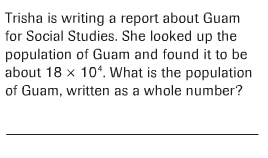 Trisha is writing a report about Guam
for Social Studies. She looked up the
population of Guam and found it to be
about 18 × 10⁴. What is the population
of Guam, written as a whole number?